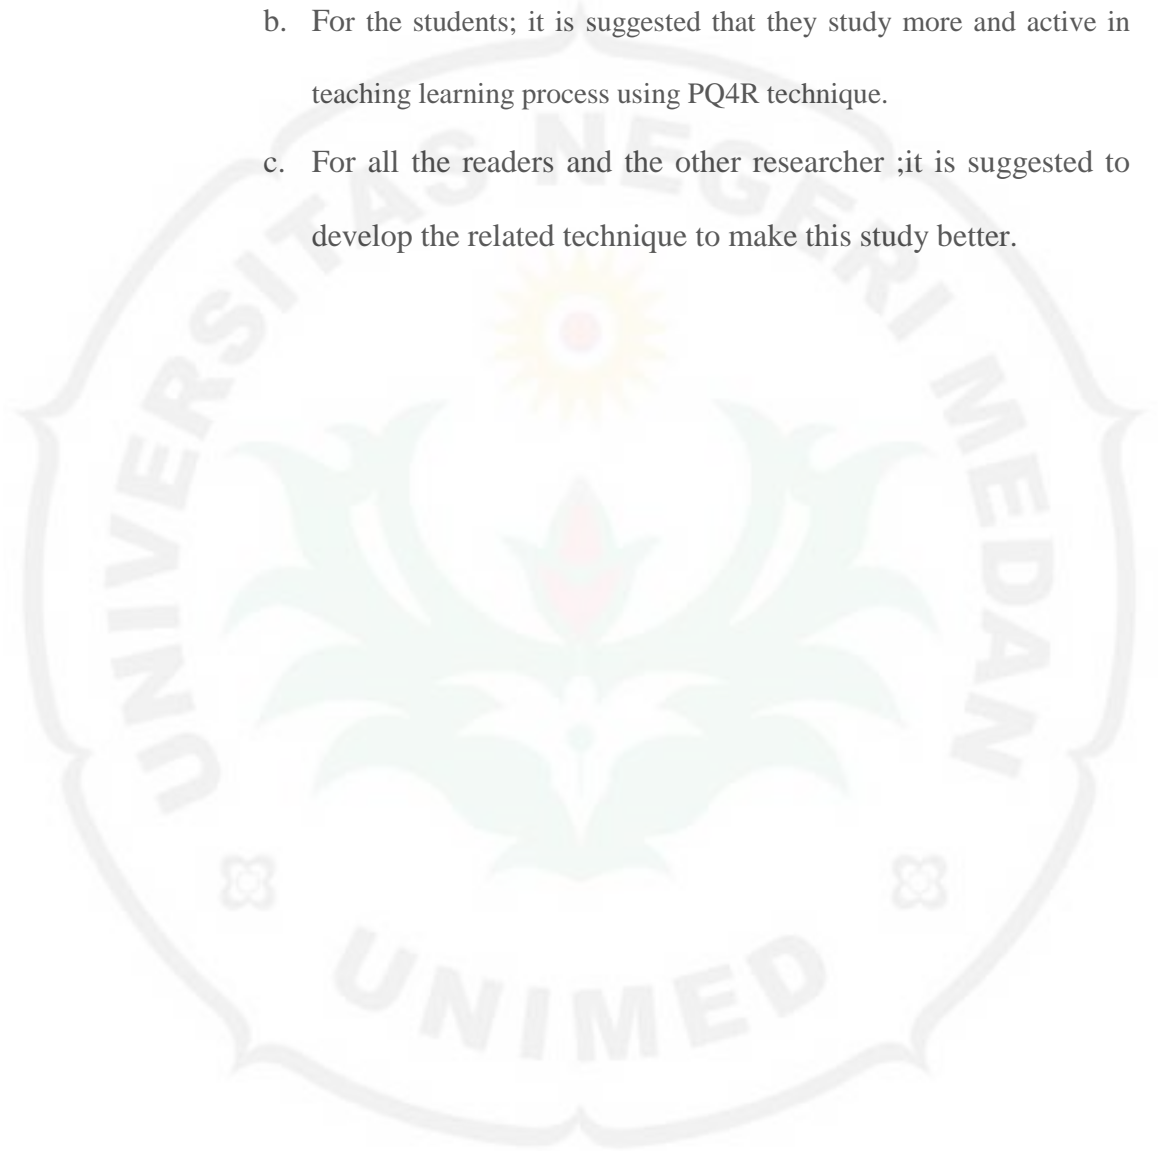 b. For the students; it is suggested that they study more and active in
teaching learning process using PQ4R technique.
c. For all the readers and the other researcher ;it is suggested to
develop the related technique to make this study better.
UNIVERSITAS NEGERI MEDAN
UNIMED